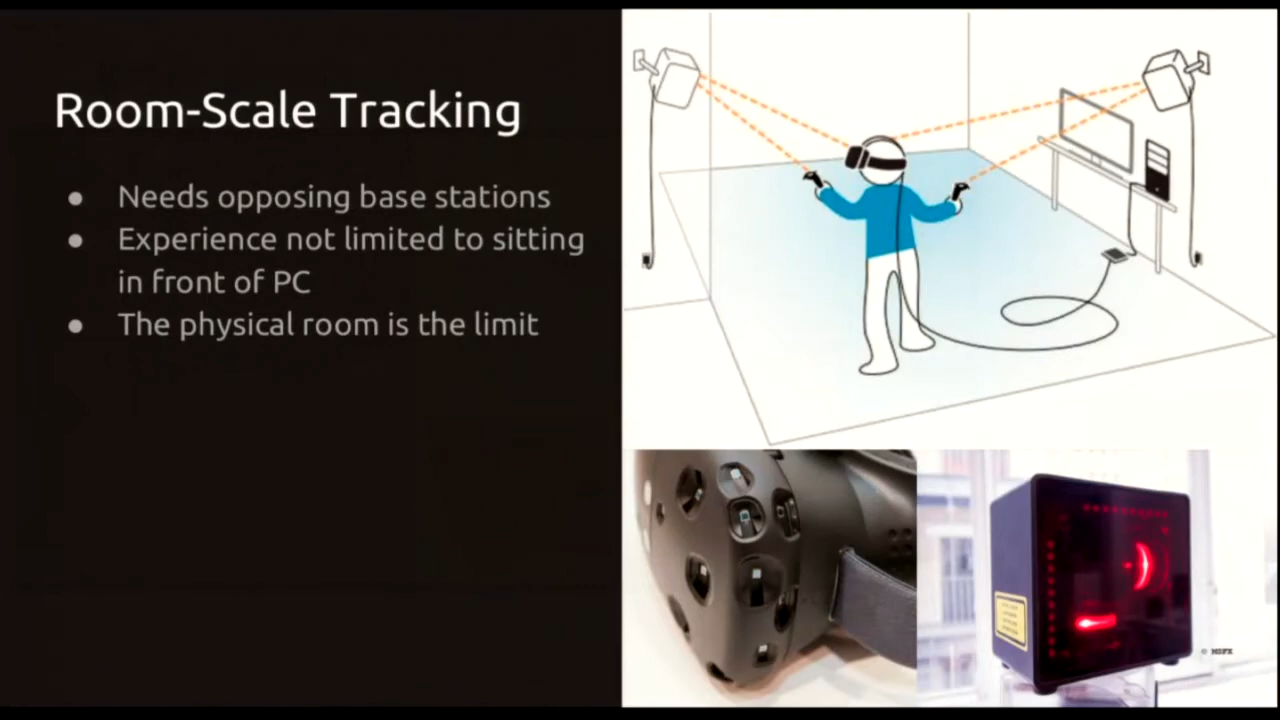 Room-Scale Tracking
● Needs opposing base stations
● Experience not limited to sitting
in front of PC
● The physical room is the limit